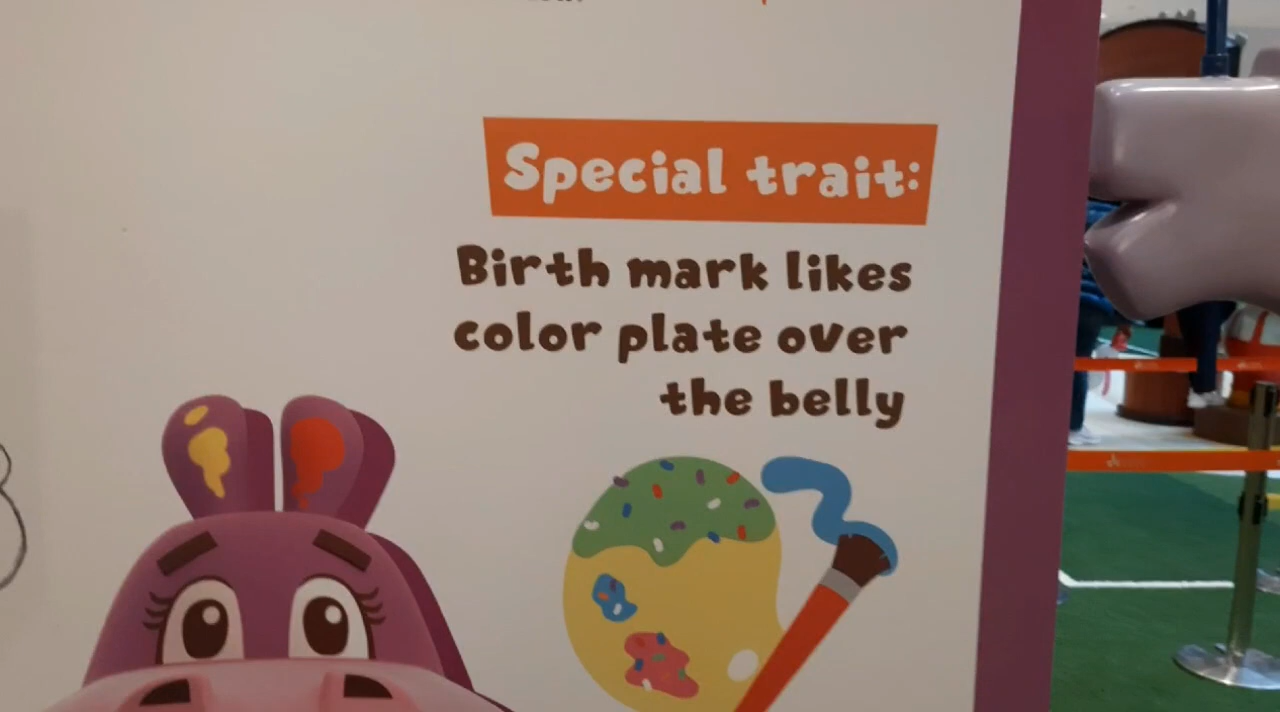 Special trait:
Birth mark likes
color plate over
the belly